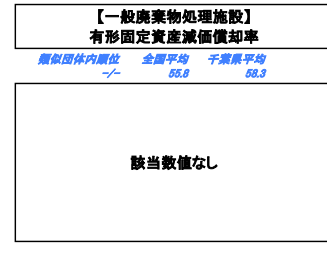 【一般廃棄物処理施設】
有形固定資産減価償却率
類似団体内順位 全国平均 千葉県平均
-/- 55.8 58.3
該当数値なし